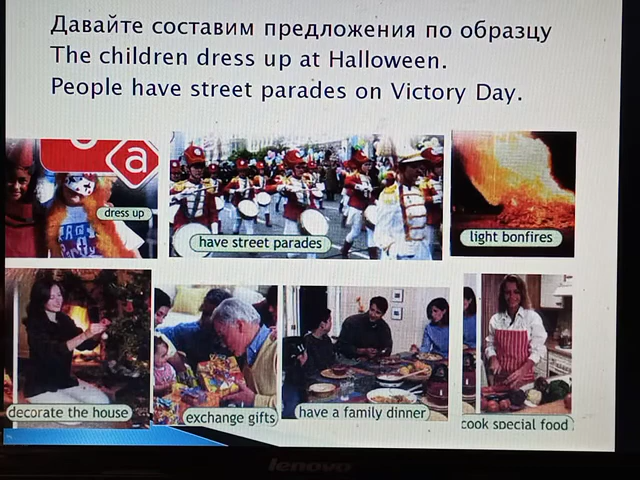 Давайте составим предложения по образцу
The children dress up at Halloween.
People have street parades on Victory Day.
a
dress up
have street parades
light bonfires
decorate the house
exchange gifts
have a family dinner
cook special food
lenovo